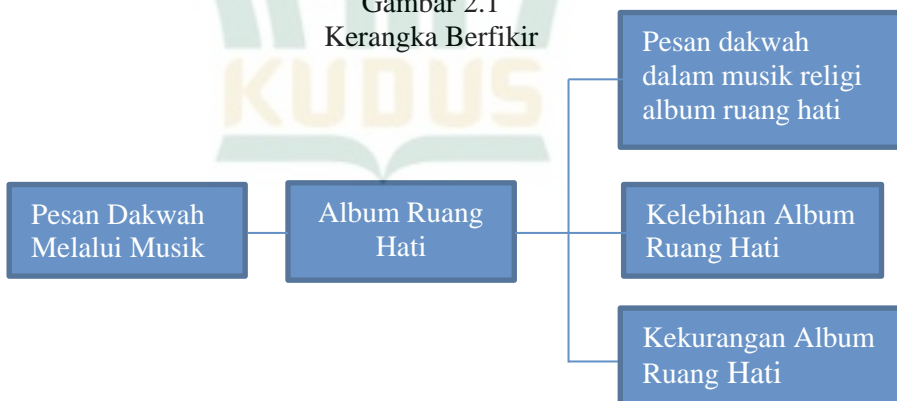 Gambar 2.1
Kerangka Berfikir
KUDUS
Pesan Dakwah
Melalui Musik
Album Ruang
Hati
Pesan dakwah
dalam musik religi
album ruang hati
Kelebihan Album
Ruang Hati
Kekurangan Album
Ruang Hati